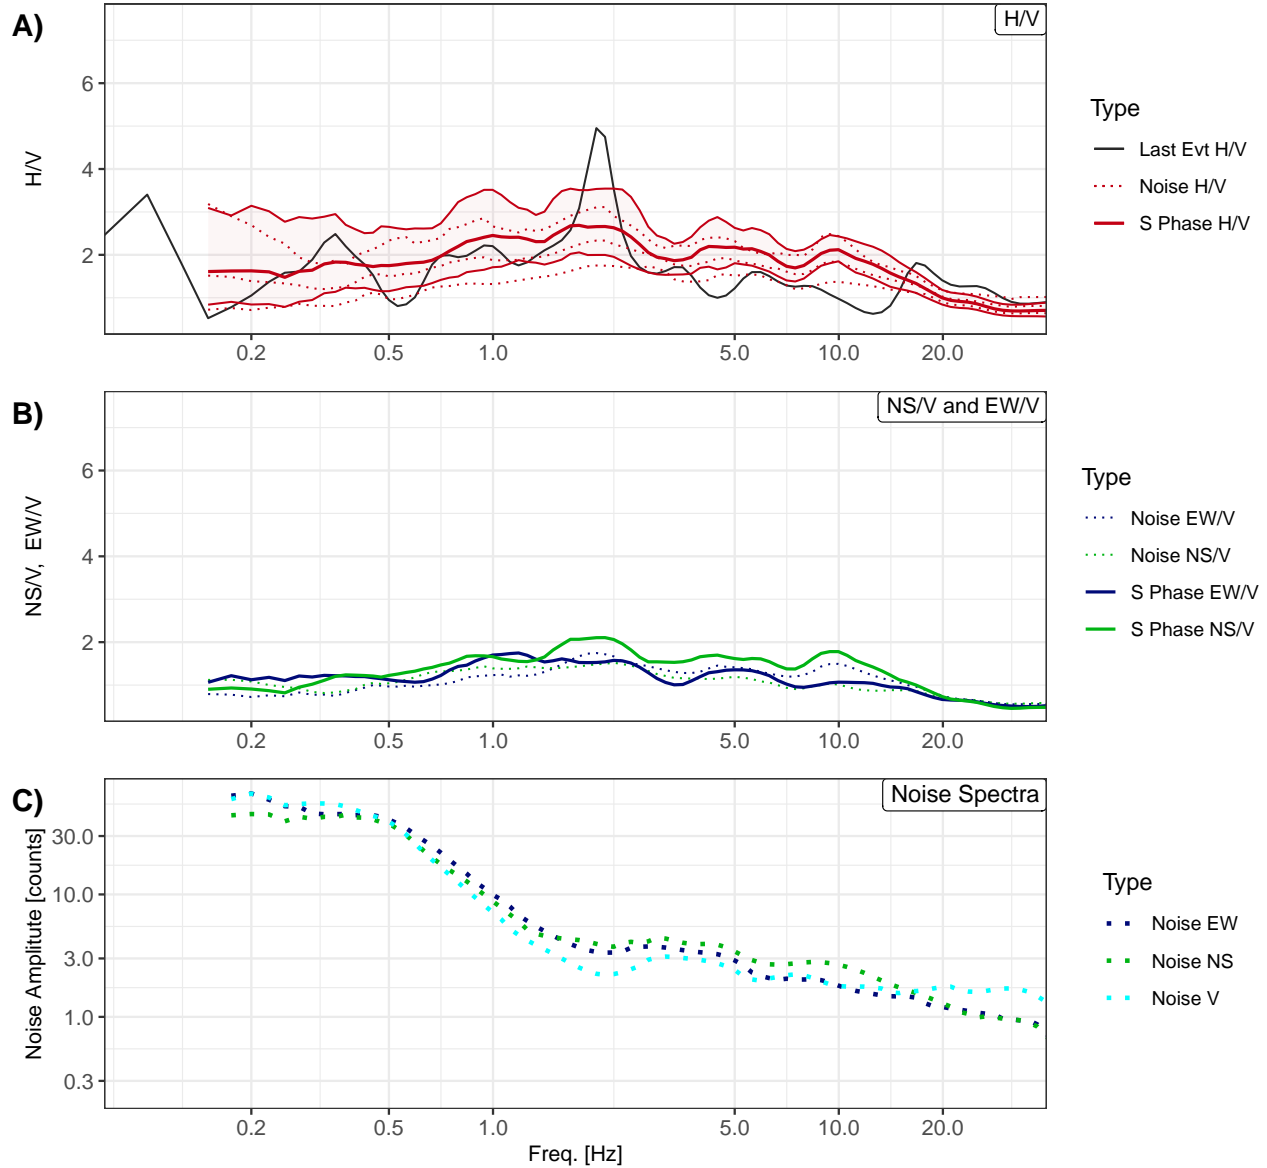 A)
H/V
6
4
2
H/V
0.2 0.5 1.0 5.0 10.0 20.0
Type
Last Evt H/V
Noise H/V
S Phase H/V
B)
NS/V and EW/V
6
4
2
NS/V, EW/V
0.2 0.5 1.0 5.0 10.0 20.0
Type
Noise EW/V
Noise NS/V
S Phase EW/V
S Phase NS/V
C)
Noise Spectra
30.0
10.0
3.0
1.0
0.3
Noise Amplitude [counts]
0.2 0.5 1.0 5.0 10.0 20.0
Freq. [Hz]
Type
Noise EW
Noise NS
Noise V